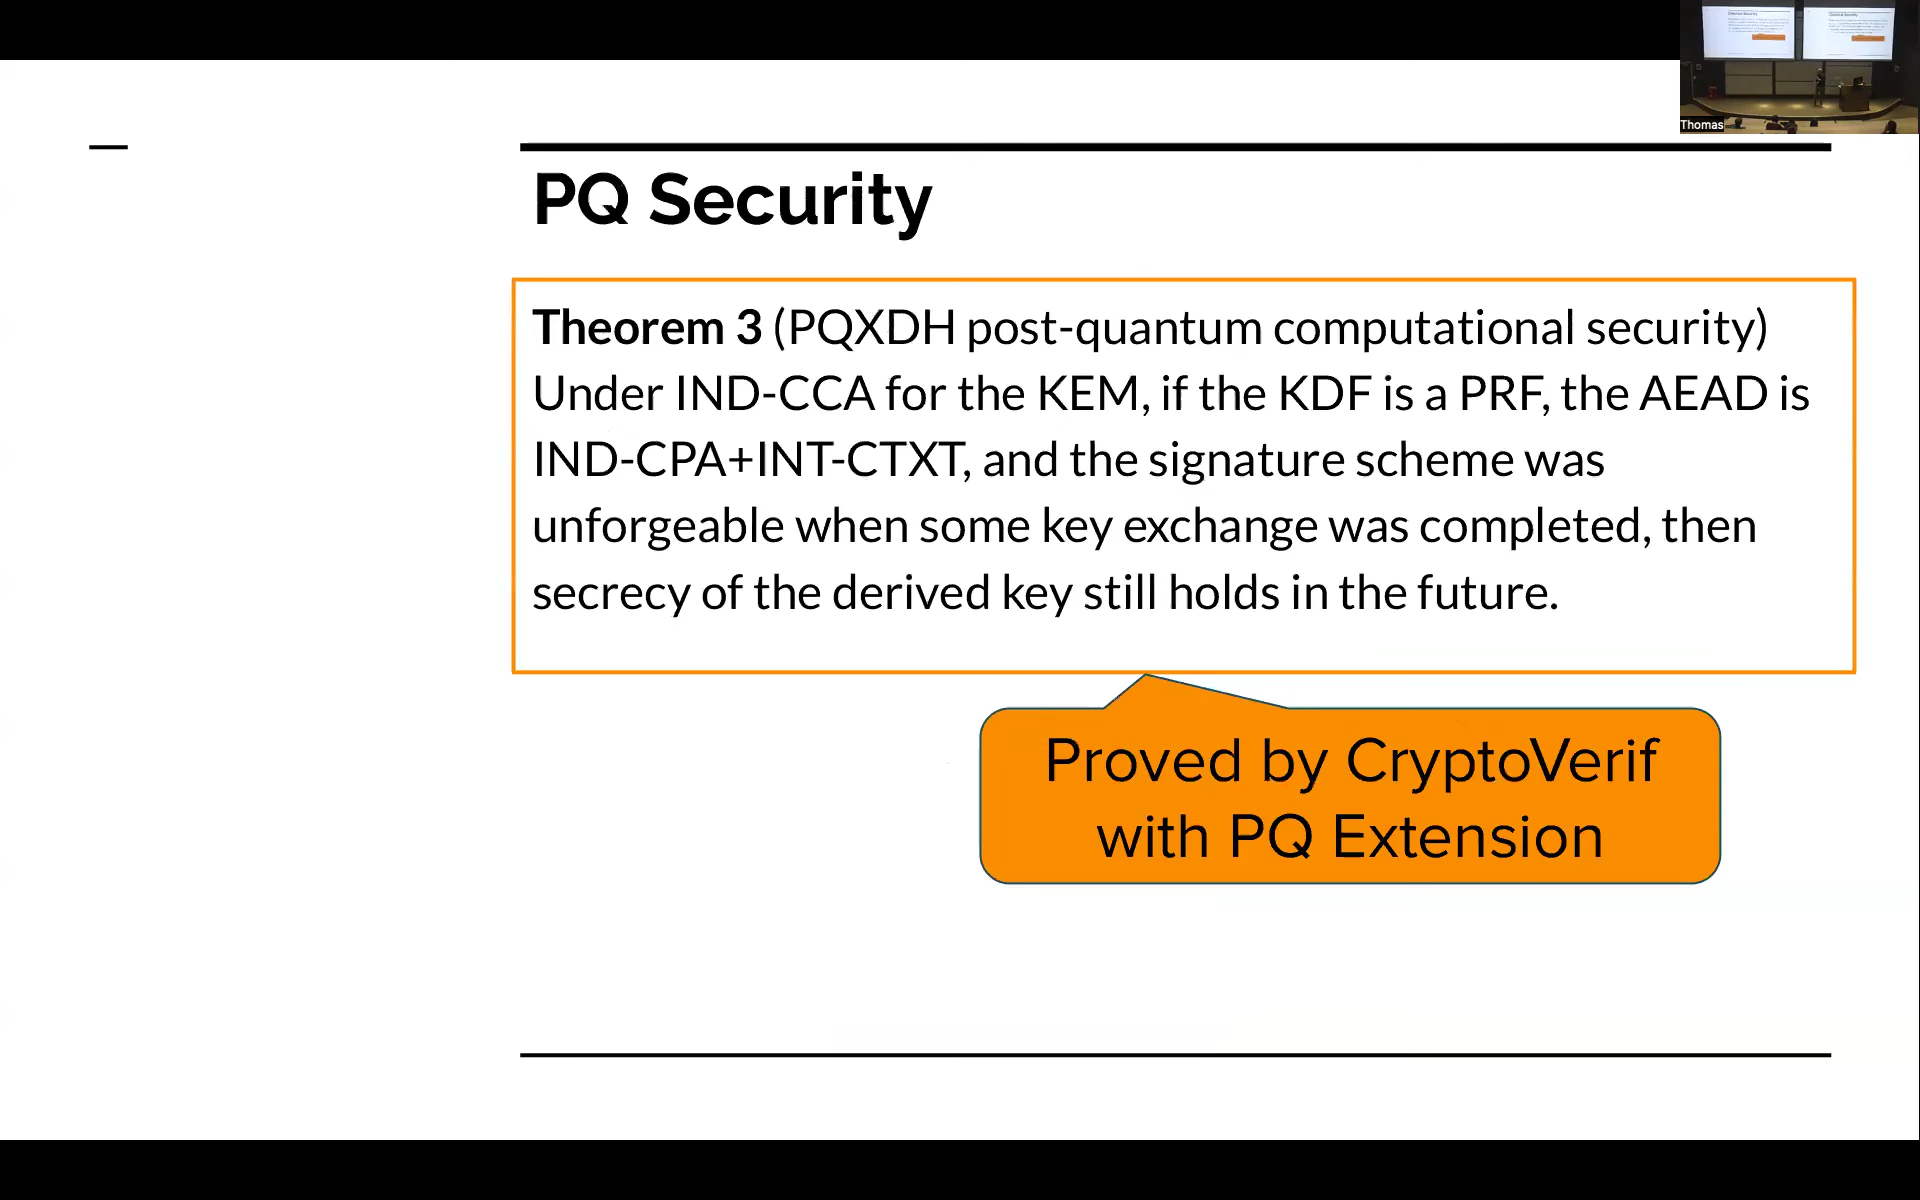 Thomas
PQ Security
Theorem 3 (PQXDH post-quantum computational security)
Under IND-CCA for the KEM, if the KDF is a PRF, the AEAD is
IND-CPA+INT-CTXT, and the signature scheme was
unforgeable when some key exchange was completed, then
secrecy of the derived key still holds in the future.
Proved by CryptoVerif
with PQ Extension